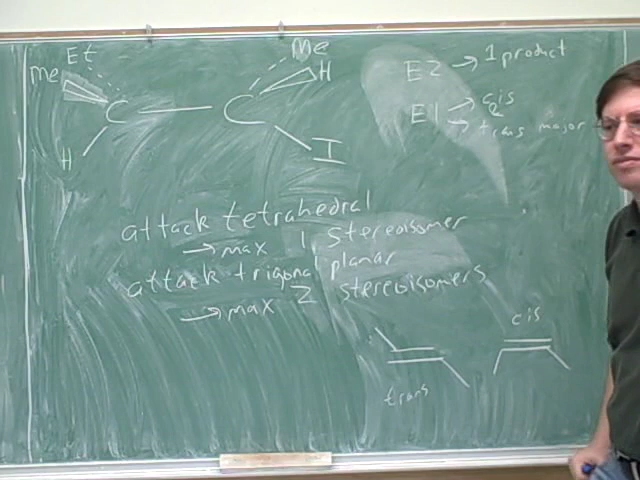 Et
Me
C
H
Me
H
C
I
E2 → 1 product
E1 → cis
2
→ trans major
attack tetrahedral
→ max 1 stereoisomer
attack trigonal planar
→ max 2 stereoisomers
trans
cis